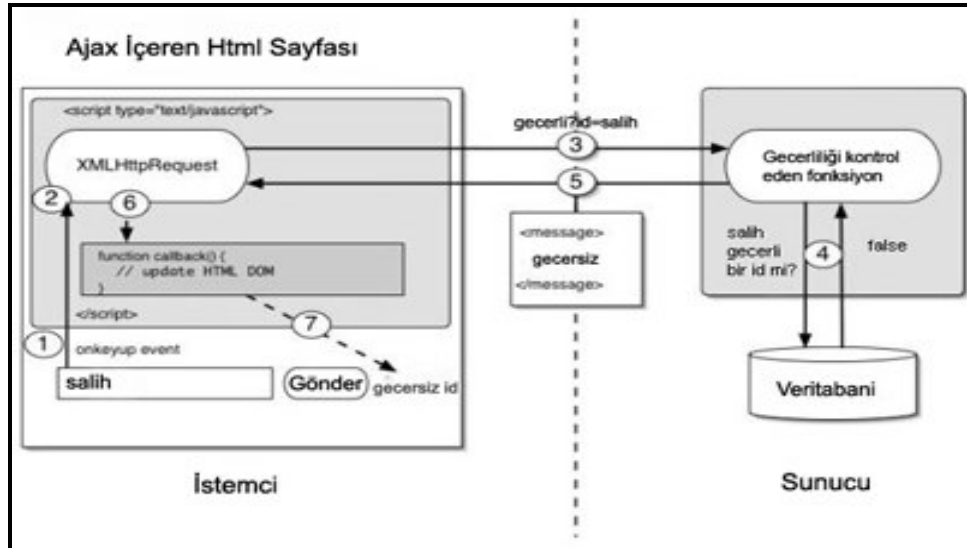 Ajax İçeren Html Sayfası
<script type="text/javascript">
XMLHttpRequest
2
6
function callback() {
// update HTML DOM
}
</script>
7
1
onkeyup event
salih
Gönder
gecersiz id
İstemci
gecerli?id=salih
3
5
<message>
gecersiz
</message>
Gecerliliği kontrol
eden fonksiyon
salih
gecerli
bir id mi?
4
false
Veritabani
Sunucu